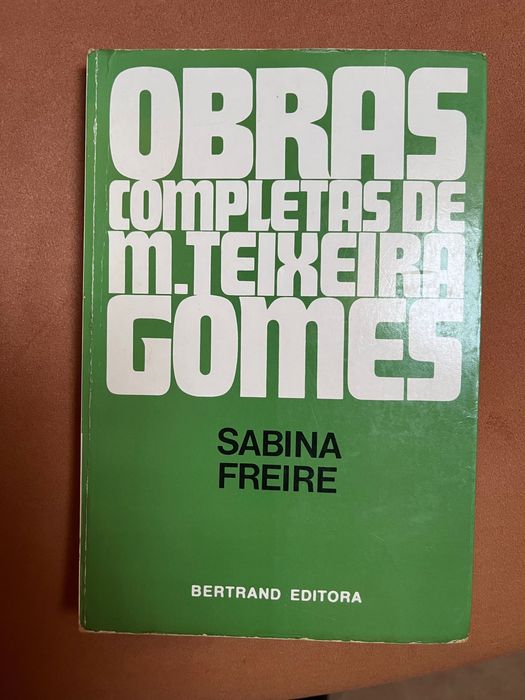 OBRAS
COMPLETAS DE
M. TEIXEIRA
GOMES
SABINA
FREIRE
BERTRAND EDITORA